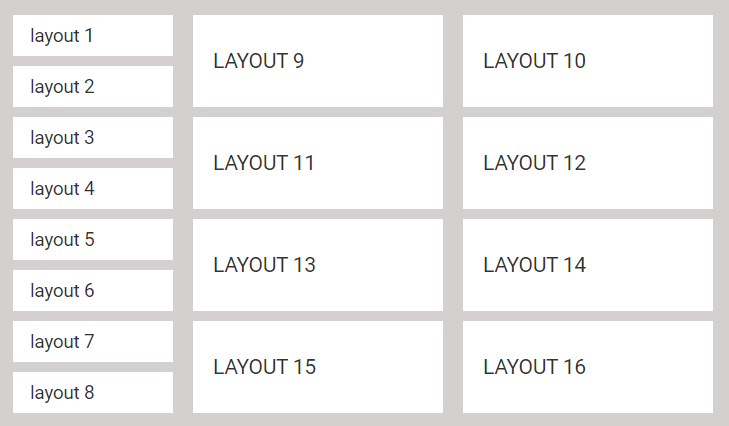 layout 1
layout 2
layout 3
layout 4
layout 5
layout 6
layout 7
layout 8
LAYOUT 9
LAYOUT 10
LAYOUT 11
LAYOUT 12
LAYOUT 13
LAYOUT 14
LAYOUT 15
LAYOUT 16